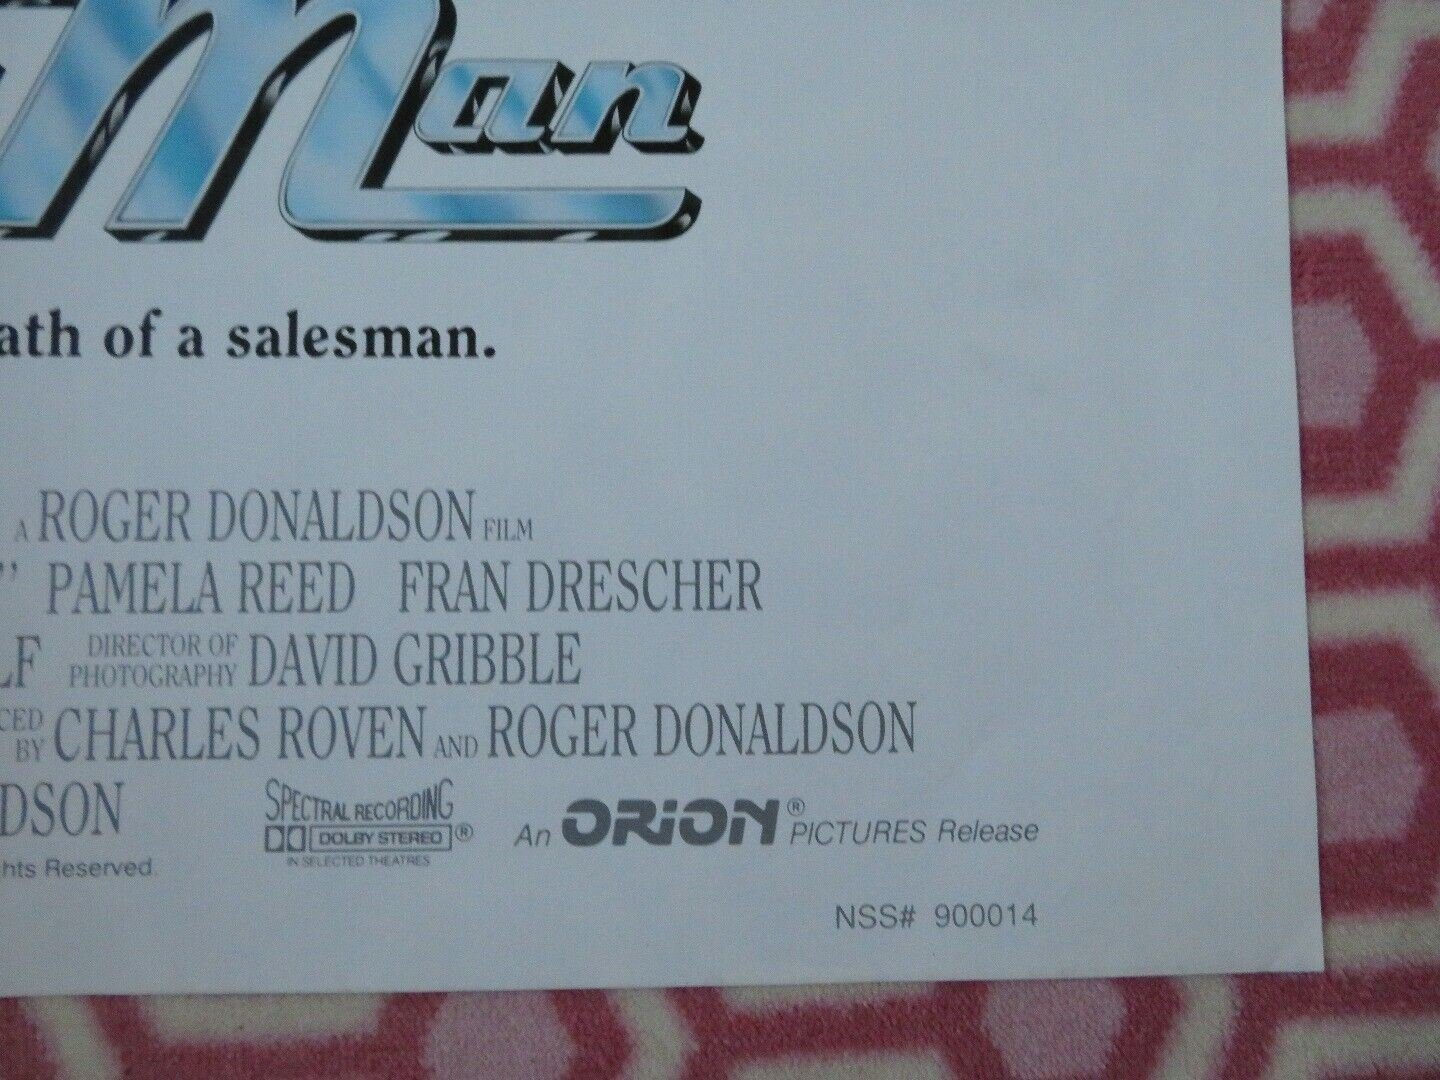 Man
ath of a salesman.
A ROGER DONALDSON FILM
" PAMELA REED FRAN DRESCHER
LF DIRECTOR OF PHOTOGRAPHY DAVID GRIBBLE
CED BY CHARLES ROVEN AND ROGER DONALDSON
DSON SPECTRAL RECORDING
DOLBY STEREO ®
IN SELECTED THEATRES
An ORION ® PICTURES Release
hts Reserved.
NSS# 900014